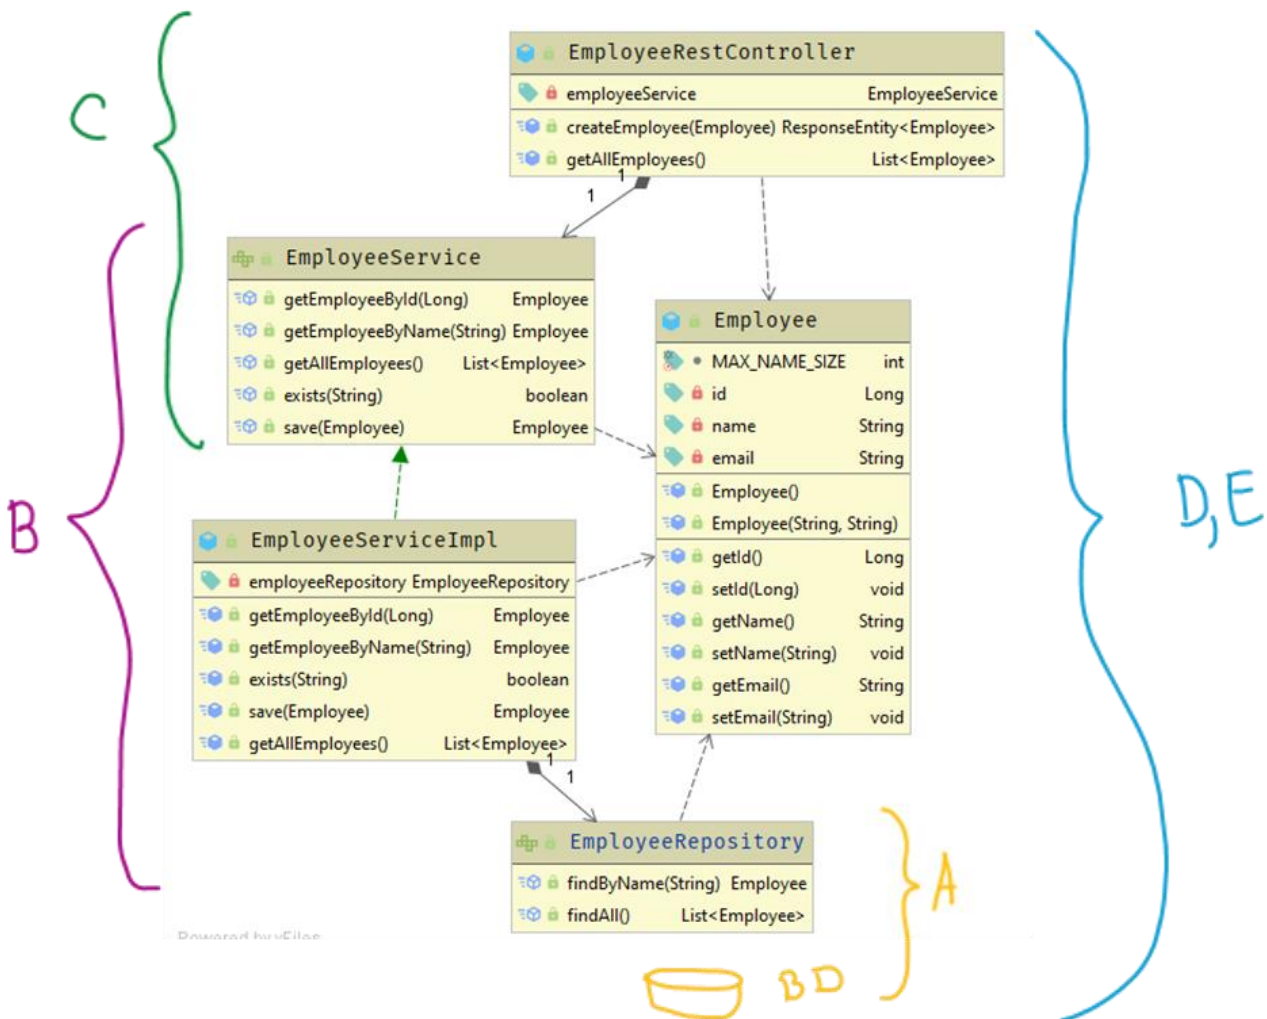 C
B
D,E
A
BD
EmployeeRestController
employeeService EmployeeService
createEmployee(Employee) ResponseEntity<Employee>
getAllEmployees() List<Employee>
1
1
EmployeeService
getEmployeeById(Long) Employee
getEmployeeByName(String) Employee
getAllEmployees() List<Employee>
exists(String) boolean
save(Employee) Employee
Employee
MAX_NAME_SIZE int
id Long
name String
email String
Employee()
Employee(String, String)
getId() Long
setId(Long) void
getName() String
setName(String) void
getEmail() String
setEmail(String) void
EmployeeServiceImpl
employeeRepository EmployeeRepository
getEmployeeById(Long) Employee
getEmployeeByName(String) Employee
exists(String) boolean
save(Employee) Employee
getAllEmployees() List<Employee>
1
1
EmployeeRepository
findByName(String) Employee
findAll() List<Employee>
Powered by yFiles